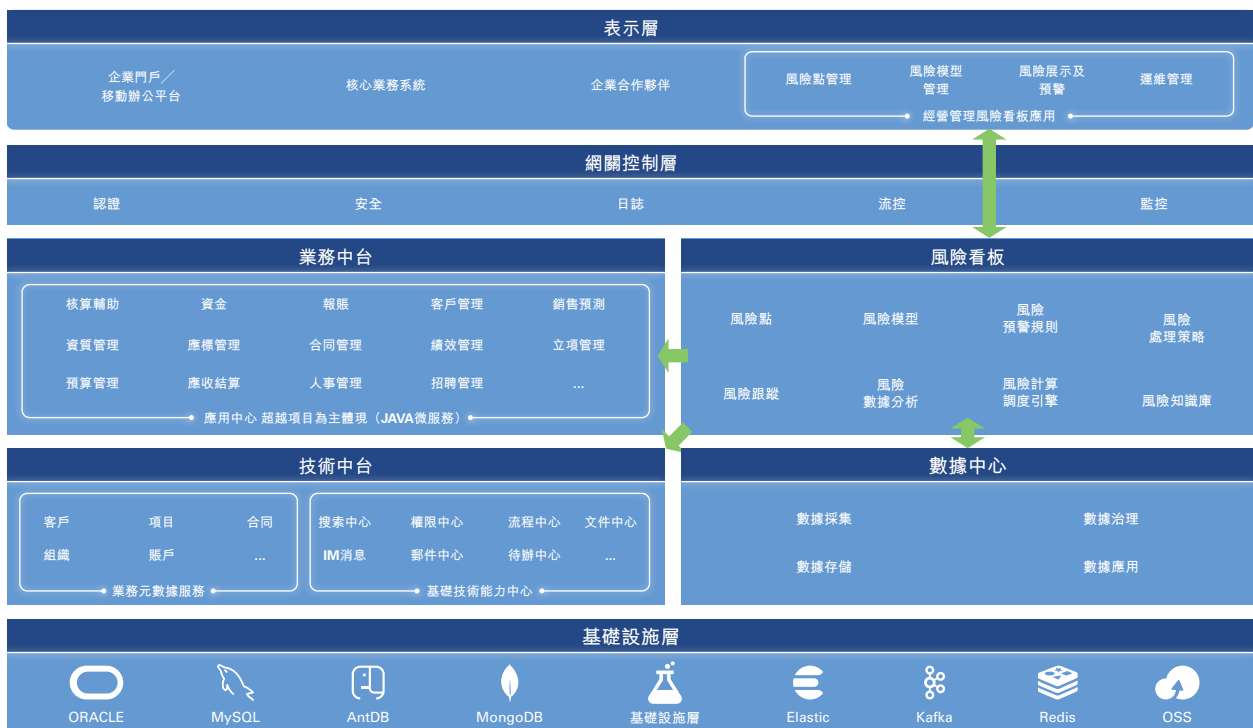 表示層
企業門戶／
移動辦公平台
核心業務系統
企業合作夥伴
風險點管理
風險模型
管理
風險展示及
預警
運維管理
經營管理風險看板應用
網關控制層
認證
安全
日誌
流控
監控
業務中台
核算輔助
資金
報賬
客戶管理
銷售預測
資質管理
應標管理
合同管理
績效管理
立項管理
預算管理
應收結算
人事管理
招聘管理
...
應用中心 超越項目為主體現（JAVA微服務）
風險看板
風險點
風險模型
風險
預警規則
風險
處理策略
風險跟蹤
風險
數據分析
風險計算
調度引擎
風險知識庫
技術中台
客戶
項目
合同
組織
賬戶
...
業務元數據服務
搜索中心
權限中心
流程中心
文件中心
IM消息
郵件中心
待辦中心
...
基礎技術能力中心
數據中心
數據採集
數據治理
數據存儲
數據應用
基礎設施層
ORACLE
MySQL
AntDB
MongoDB
基礎設施層
Elastic
Kafka
Redis
OSS